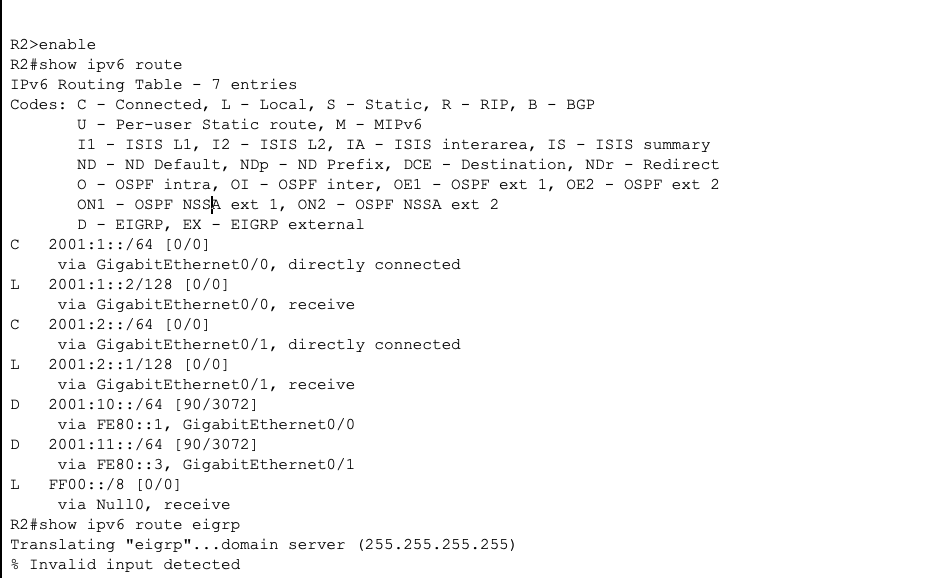 R2>enable
R2#show ipv6 route
IPv6 Routing Table - 7 entries
Codes: C - Connected, L - Local, S - Static, R - RIP, B - BGP
       U - Per-user Static route, M - MIPv6
       I1 - ISIS L1, I2 - ISIS L2, IA - ISIS interarea, IS - ISIS summary
       ND - ND Default, NDp - ND Prefix, DCE - Destination, NDr - Redirect
       O - OSPF intra, OI - OSPF inter, OE1 - OSPF ext 1, OE2 - OSPF ext 2
       ON1 - OSPF NSSA ext 1, ON2 - OSPF NSSA ext 2
       D - EIGRP, EX - EIGRP external
C   2001:1::/64 [0/0]
     via GigabitEthernet0/0, directly connected
L   2001:1::2/128 [0/0]
     via GigabitEthernet0/0, receive
C   2001:2::/64 [0/0]
     via GigabitEthernet0/1, directly connected
L   2001:2::1/128 [0/0]
     via GigabitEthernet0/1, receive
D   2001:10::/64 [90/3072]
     via FE80::1, GigabitEthernet0/0
D   2001:11::/64 [90/3072]
     via FE80::3, GigabitEthernet0/1
L   FF00::/8 [0/0]
     via Null0, receive
R2#show ipv6 route eigrp
Translating "eigrp"...domain server (255.255.255.255)
% Invalid input detected